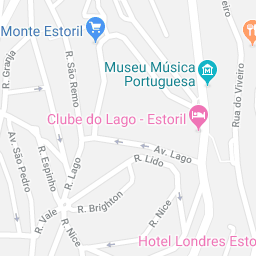 Monte Estoril
R. Granja
R. São Remo
Museu Música
Portuguesa
Rua do Viveiro
Clube do Lago - Estoril
Av. São Pedro
R. Espinho
R. Lago
Av. Lago
R. Lido
R. Vale
R. Brighton
R. Nice
R. Nice
Hotel Londres Esto